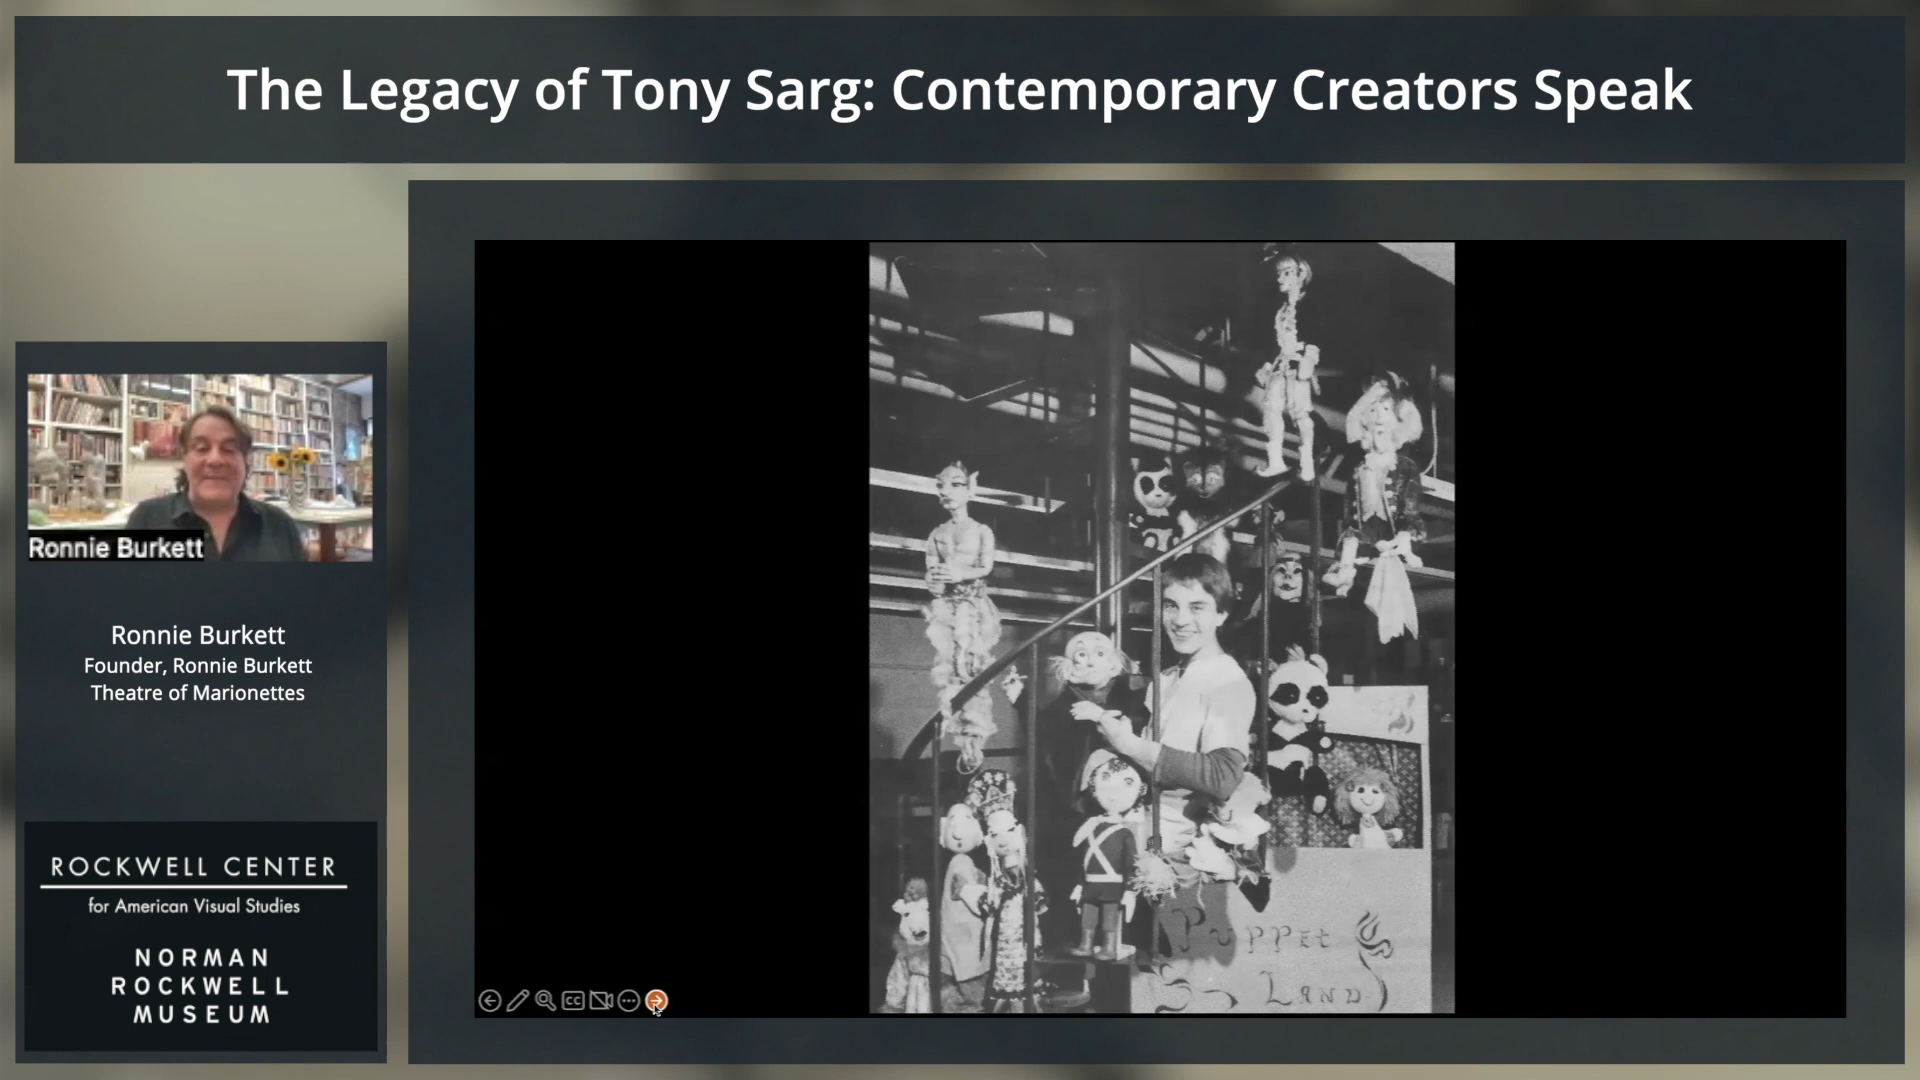 The Legacy of Tony Sarg: Contemporary Creators Speak
Ronnie Burkett
Ronnie Burkett
Founder, Ronnie Burkett
Theatre of Marionettes
ROCKWELL CENTER
for American Visual Studies
NORMAN
ROCKWELL
MUSEUM
CC
PUPPET
LAND